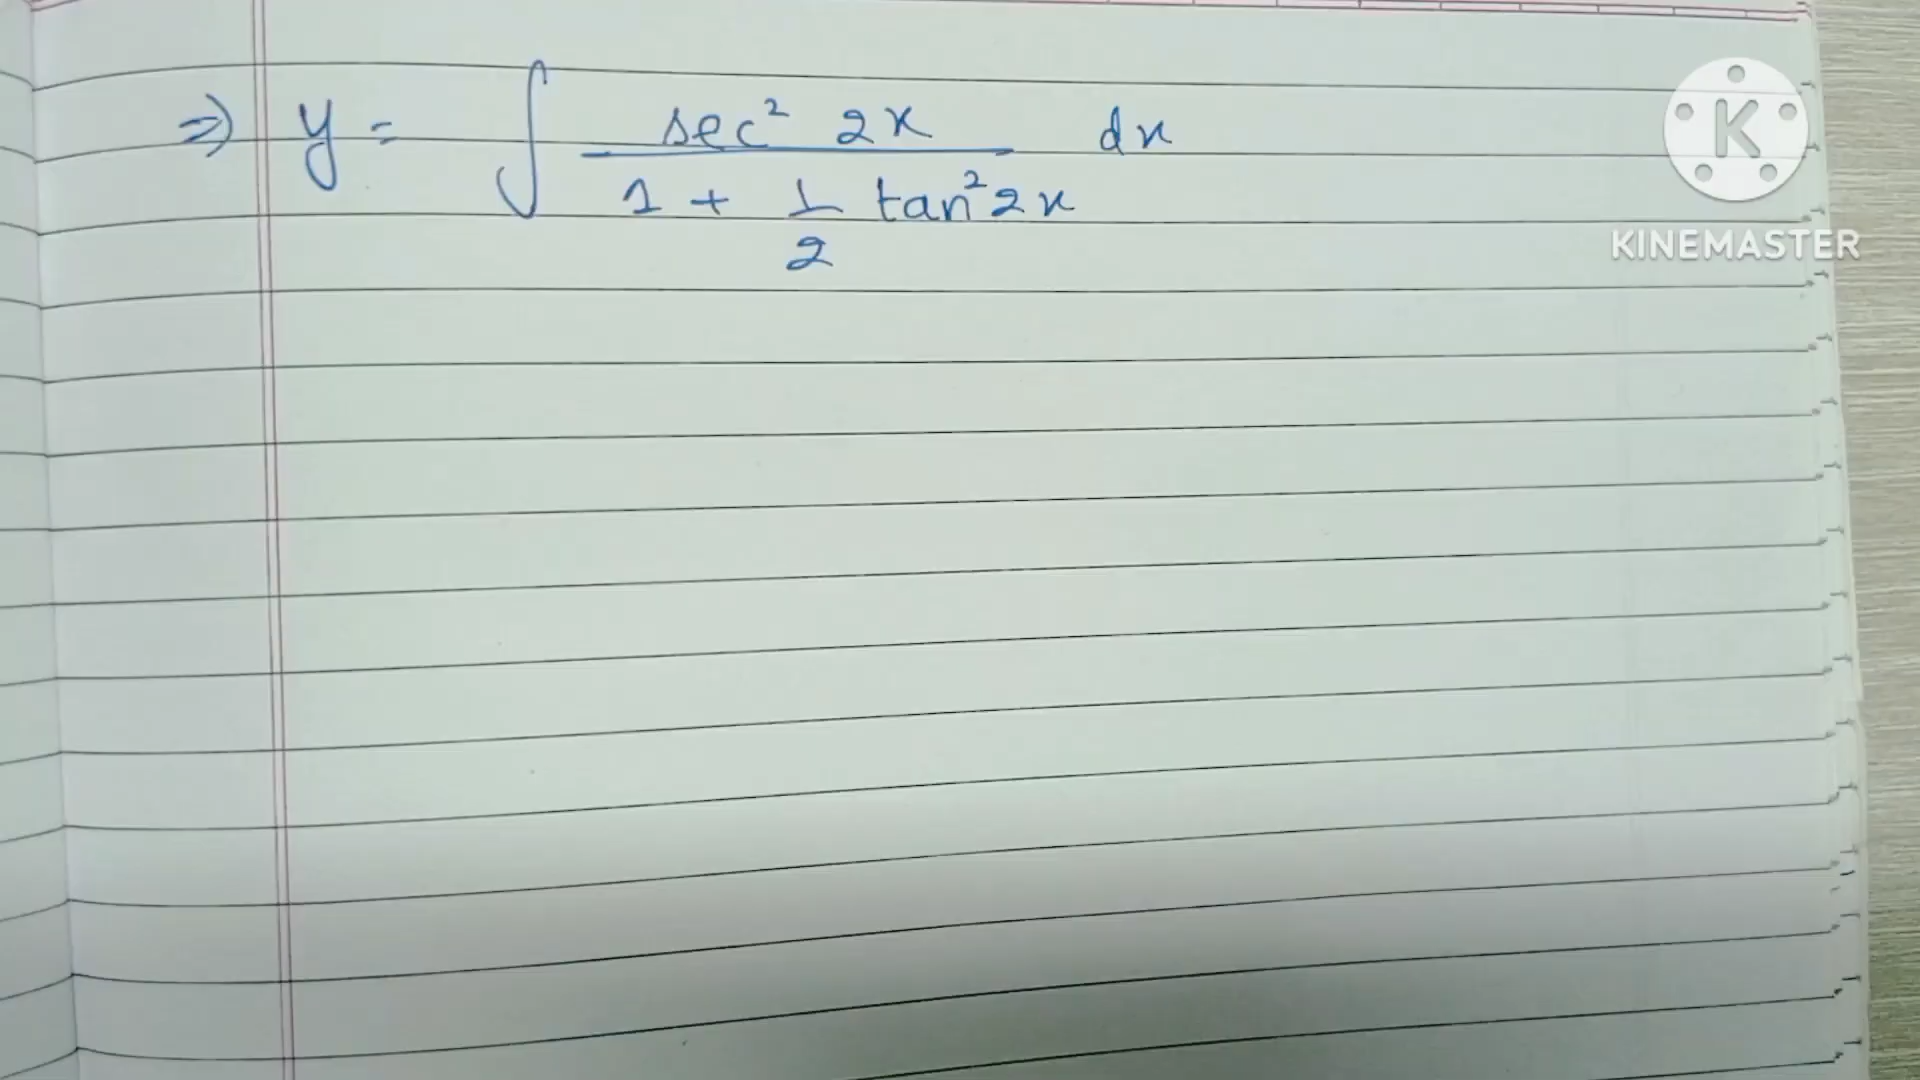 ⇒ y = ∫ sec² 2x / (1 + 1/2 tan² 2x) dx
K
KINEMASTER